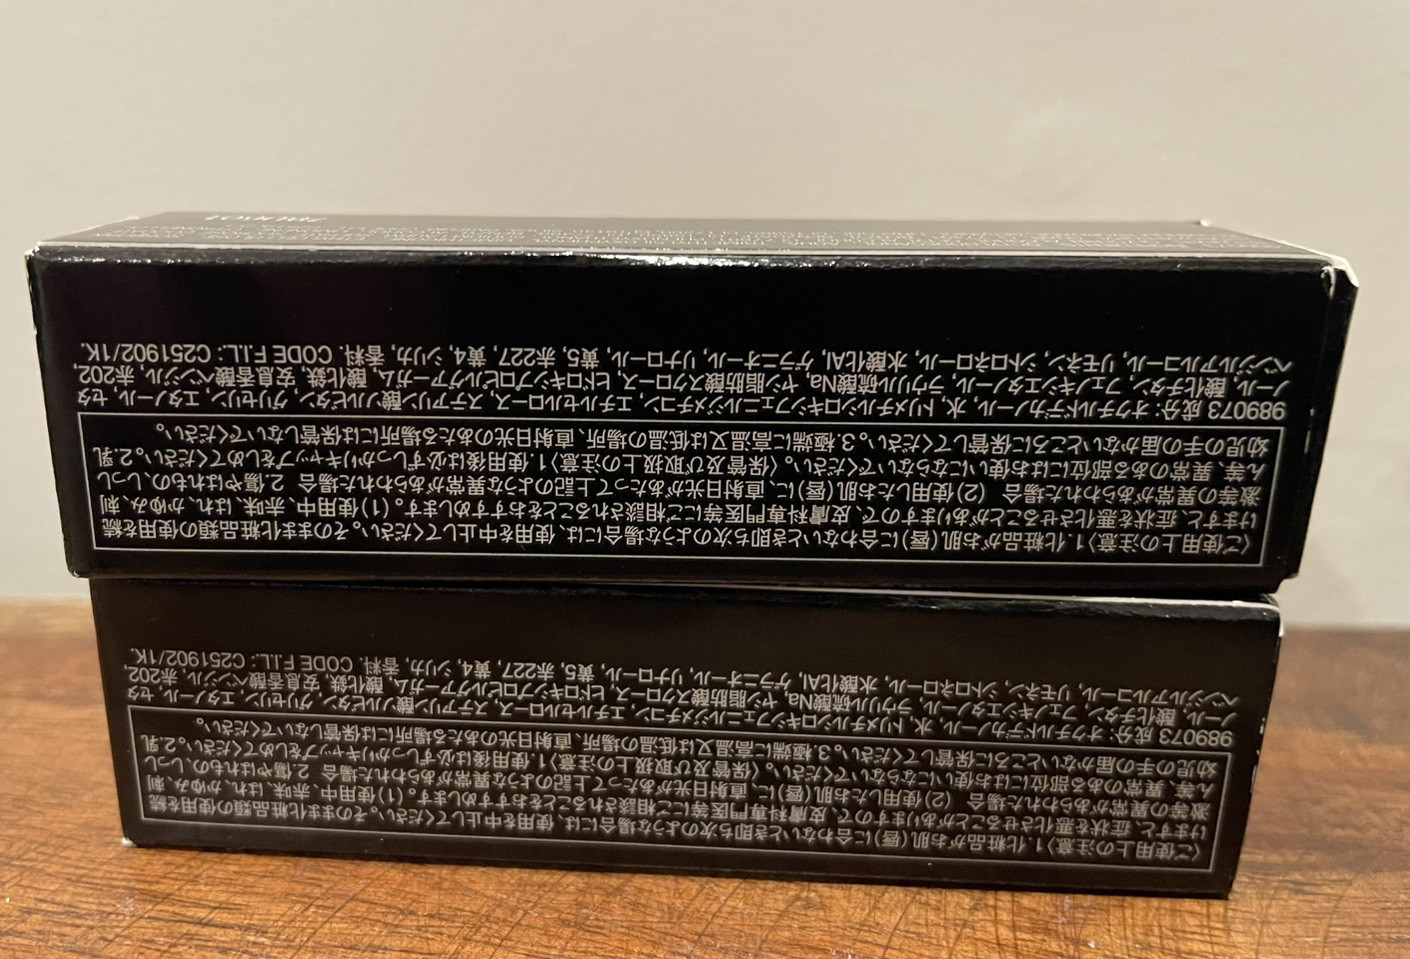 〈ご使用上の注意〉1.化粧品がお肌(唇)に合わないとき即ち次のような場合には、使用を中止してください。そのまま化粧品類の使用を続
けますと、症状を悪化させることがありますので、皮膚科専門医等にご相談されることをおすすめします。(1)使用中、赤味、はれ、かゆみ、刺
激等の異常があらわれた場合 (2)使用したお肌(唇)に、直射日光があたって上記のような異常があらわれた場合 2.傷やはれもの、しっし
ん等、異常のある部位にはお使いにならないでください。〈保管及び取扱上の注意〉1.使用後は必ずしっかりキャップをしめてください。2.乳
幼児の手の届かないところに保管してください。3.極端に高温又は低温の場所、直射日光のあたる場所には保管しないでください。
989073 成分: オクチルドデカノール, 水, トリメチルシロキシフェニルジメチコン, エチルセルロース, ステアリン酸ソルビタン, グリセリン, エタノール, セタ
ノール, 酸化チタン, フェノキシエタノール, ラウリル硫酸Na, ヤシ脂肪酸スクロース, ヒドロキシプロピルグアーガム, 酸化鉄, 安息香酸ベンジル, 赤202,
ベンジルアルコール, リモネン, シトロネロール, 水酸化Al, ゲラニオール, リナロール, 黄5, 赤227, 黄4, シリカ, 香料. CODE F.I.L.: C251902/1K.
〈ご使用上の注意〉1.化粧品がお肌(唇)に合わないとき即ち次のような場合には、使用を中止してください。そのまま化粧品類の使用を続
けますと、症状を悪化させることがありますので、皮膚科専門医等にご相談されることをおすすめします。(1)使用中、赤味、はれ、かゆみ、刺
激等の異常があらわれた場合 (2)使用したお肌(唇)に、直射日光があたって上記のような異常があらわれた場合 2.傷やはれもの、しっし
ん等、異常のある部位にはお使いにならないでください。〈保管及び取扱上の注意〉1.使用後は必ずしっかりキャップをしめてください。2.乳
幼児の手の届かないところに保管してください。3.極端に高温又は低温の場所、直射日光のあたる場所には保管しないでください。
989073 成分: オクチルドデカノール, 水, トリメチルシロキシフェニルジメチコン, エチルセルロース, ステアリン酸ソルビタン, グリセリン, エタノール, セタ
ノール, 酸化チタン, フェノキシエタノール, ラウリル硫酸Na, ヤシ脂肪酸スクロース, ヒドロキシプロピルグアーガム, 酸化鉄, 安息香酸ベンジル, 赤202,
ベンジルアルコール, リモネン, シトロネロール, 水酸化Al, ゲラニオール, リナロール, 黄5, 赤227, 黄4, シリカ, 香料. CODE F.I.L.: C251902/1K.